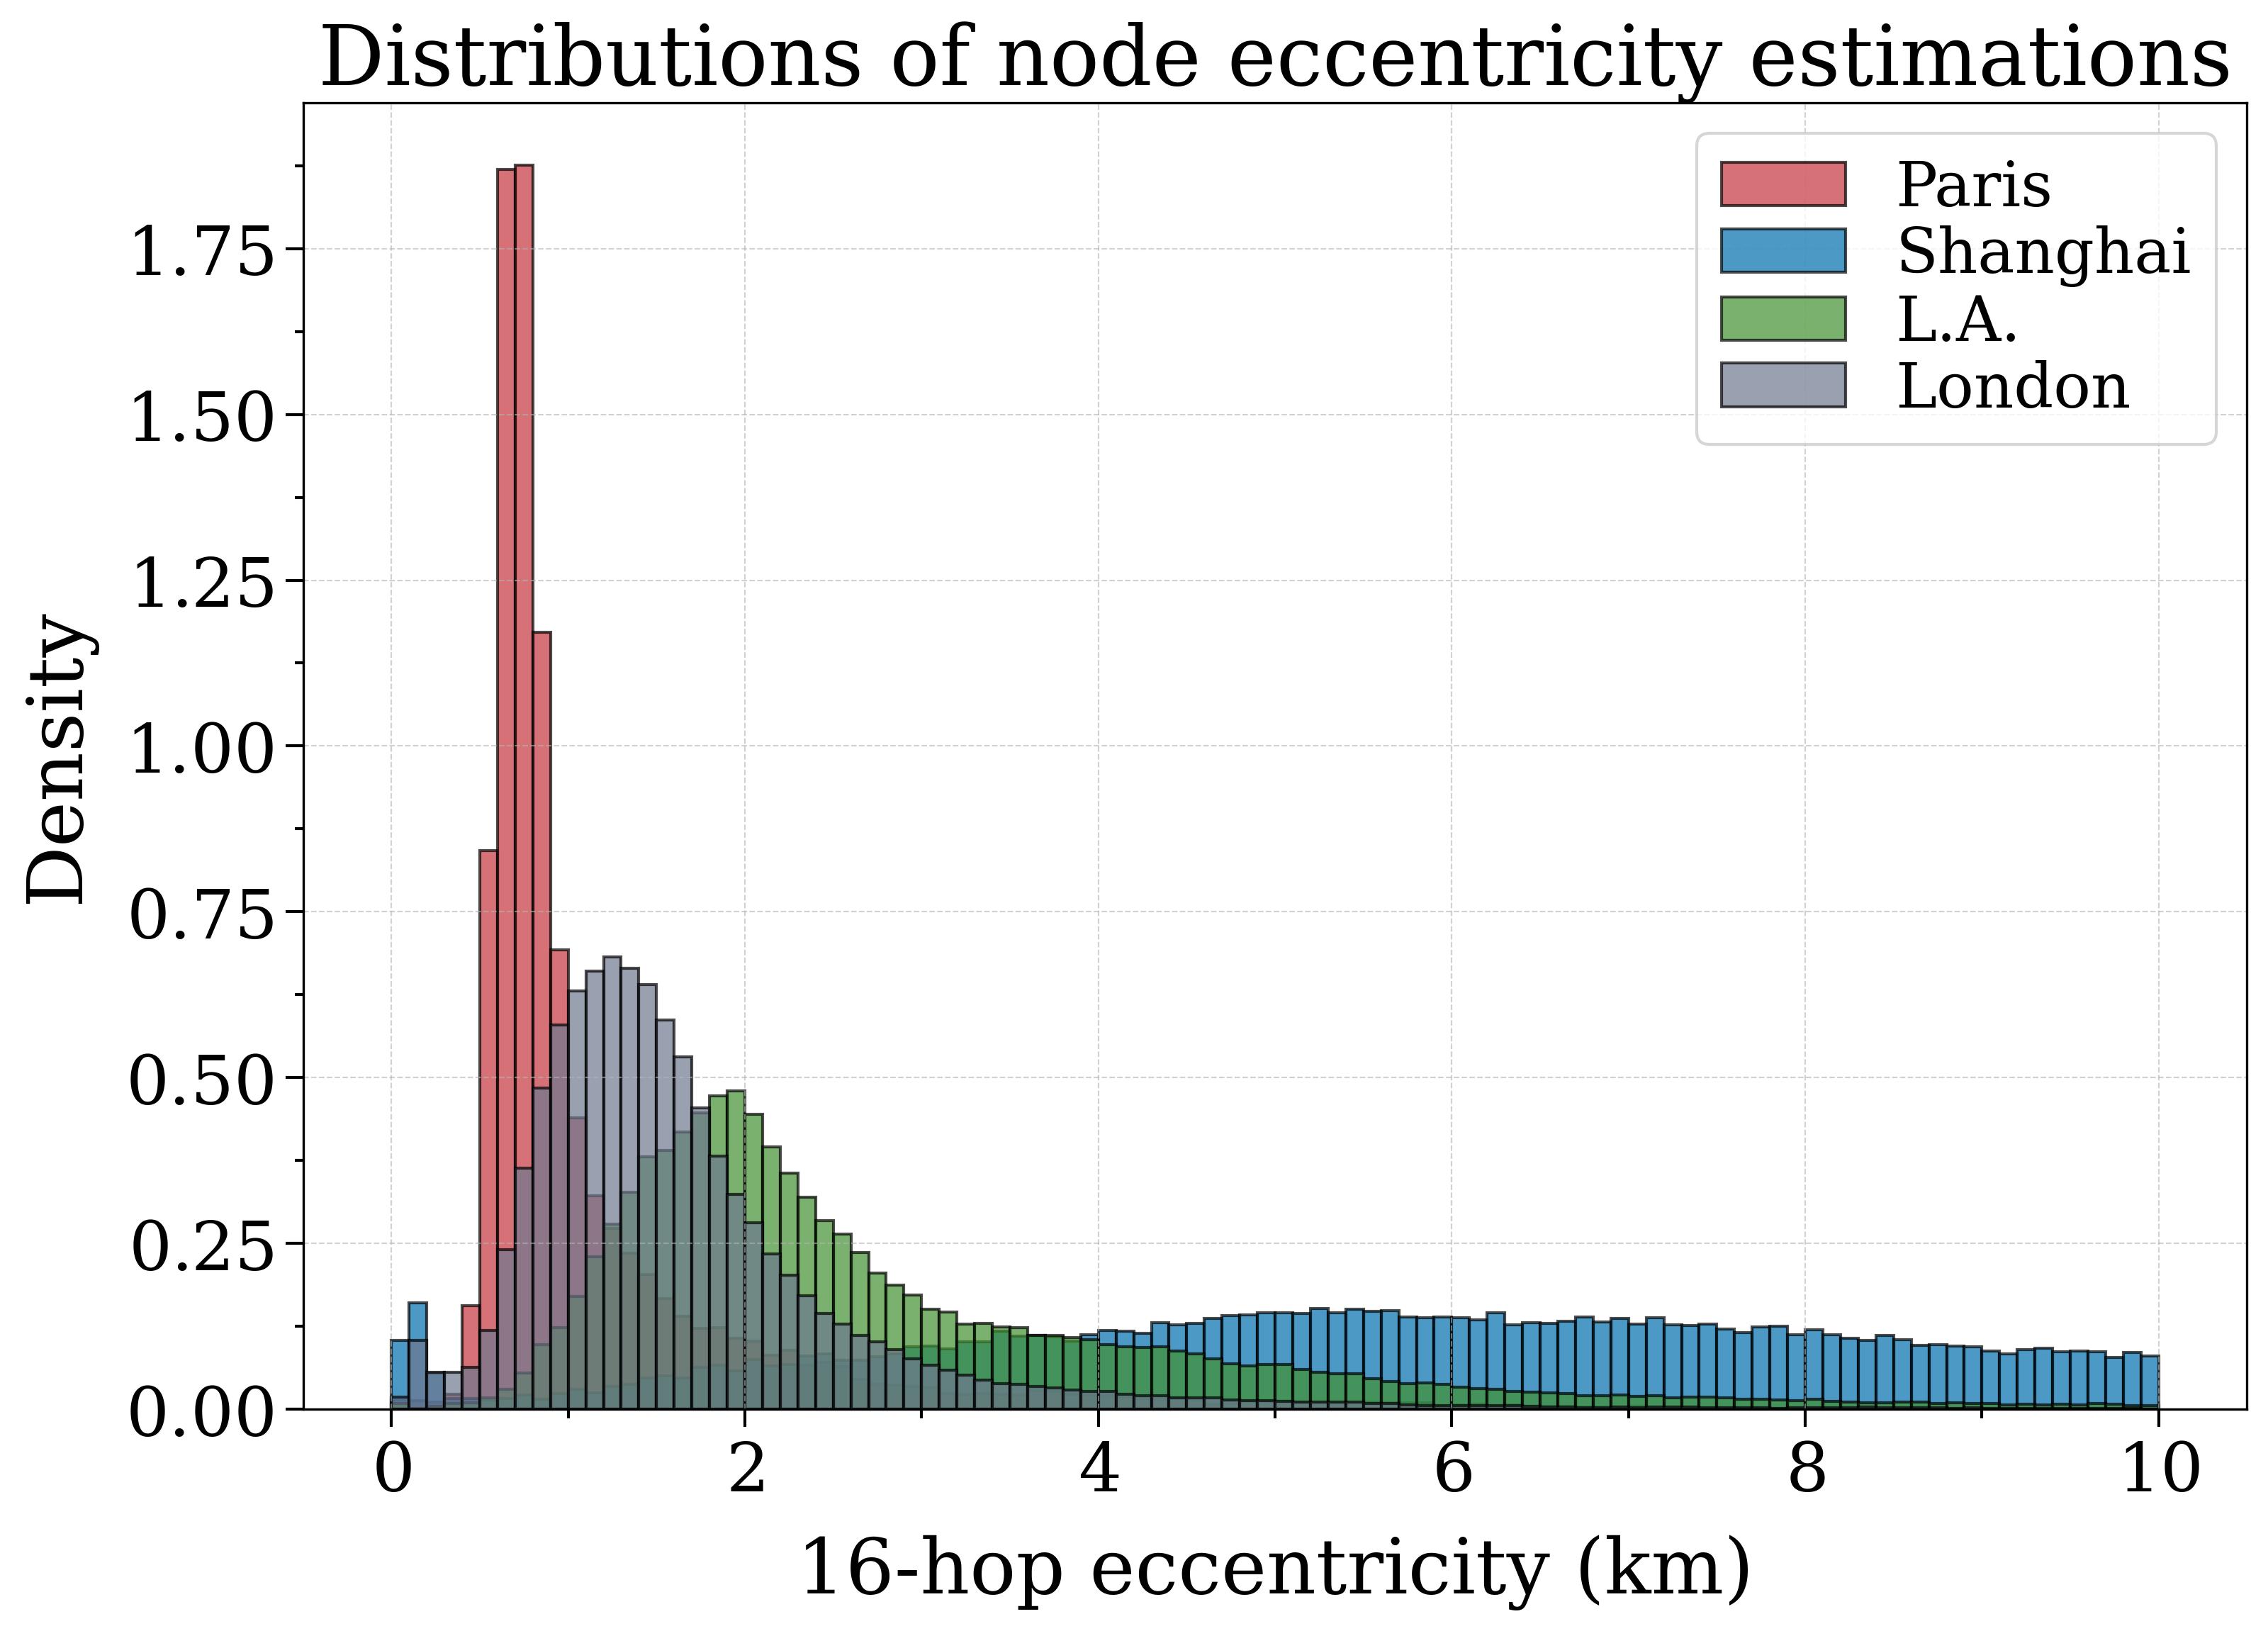 Distributions of node eccentricity estimations
Paris
Shanghai
L.A.
London
Density
1.75
1.50
1.25
1.00
0.75
0.50
0.25
0.00
0 2 4 6 8 10
16-hop eccentricity (km)